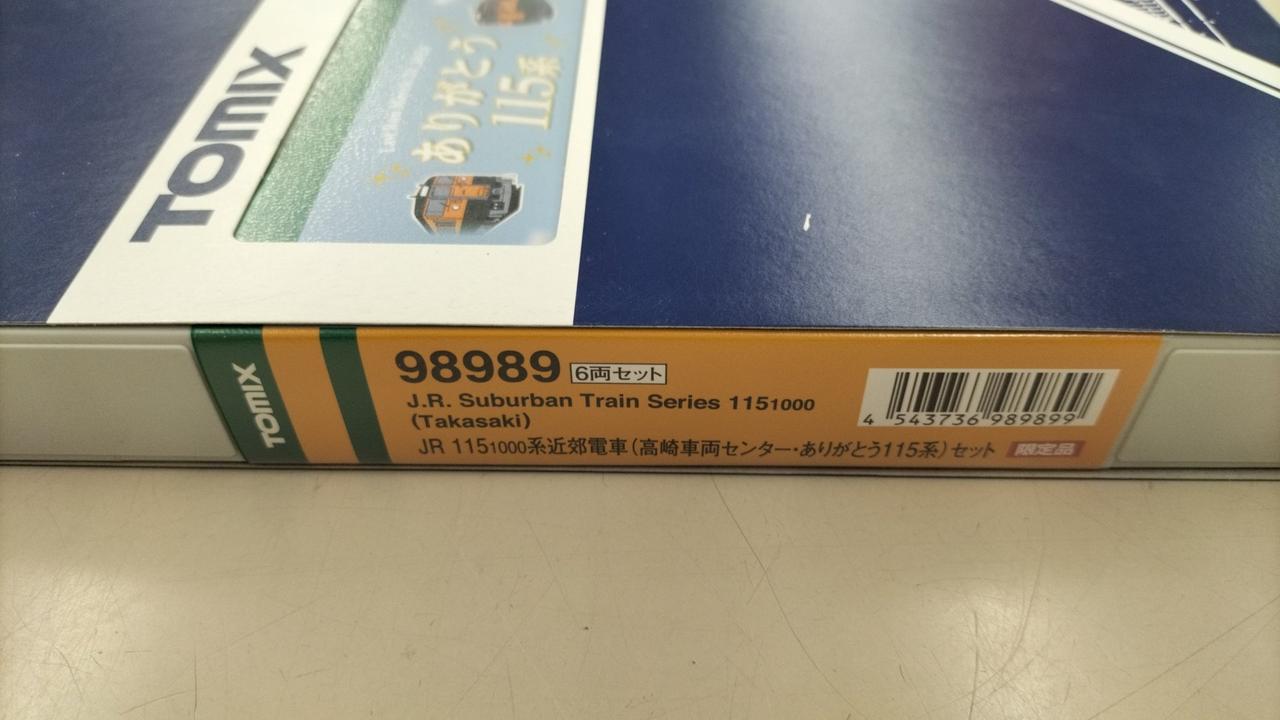 TOMIX
ありがとう
115系
TOMIX
98989 6両セット
J.R. Suburban Train Series 1151000
(Takasaki)
JR 1151000系近郊電車(高崎車両センター・ありがとう115系)セット 限定品
4 543736 989899